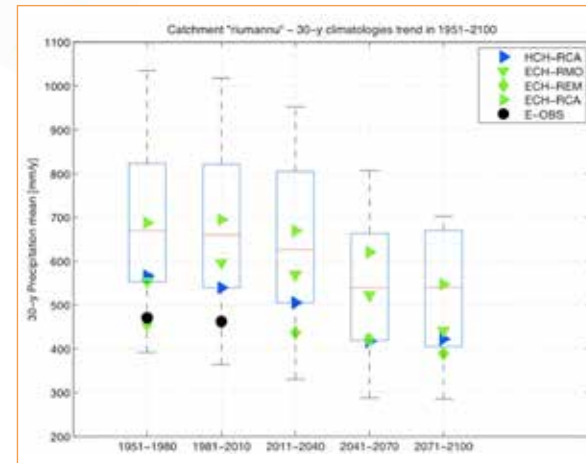 Catchment "riumannu" – 30-y climatologies trend in 1951–2100
1100
1000
900
800
700
600
500
400
300
200
30-y Precipitation mean [mm/y]
HCH-RCA
ECH-RMO
ECH-REM
ECH-RCA
E-OBS
1951-1980
1981-2010
2011-2040
2041-2070
2071-2100